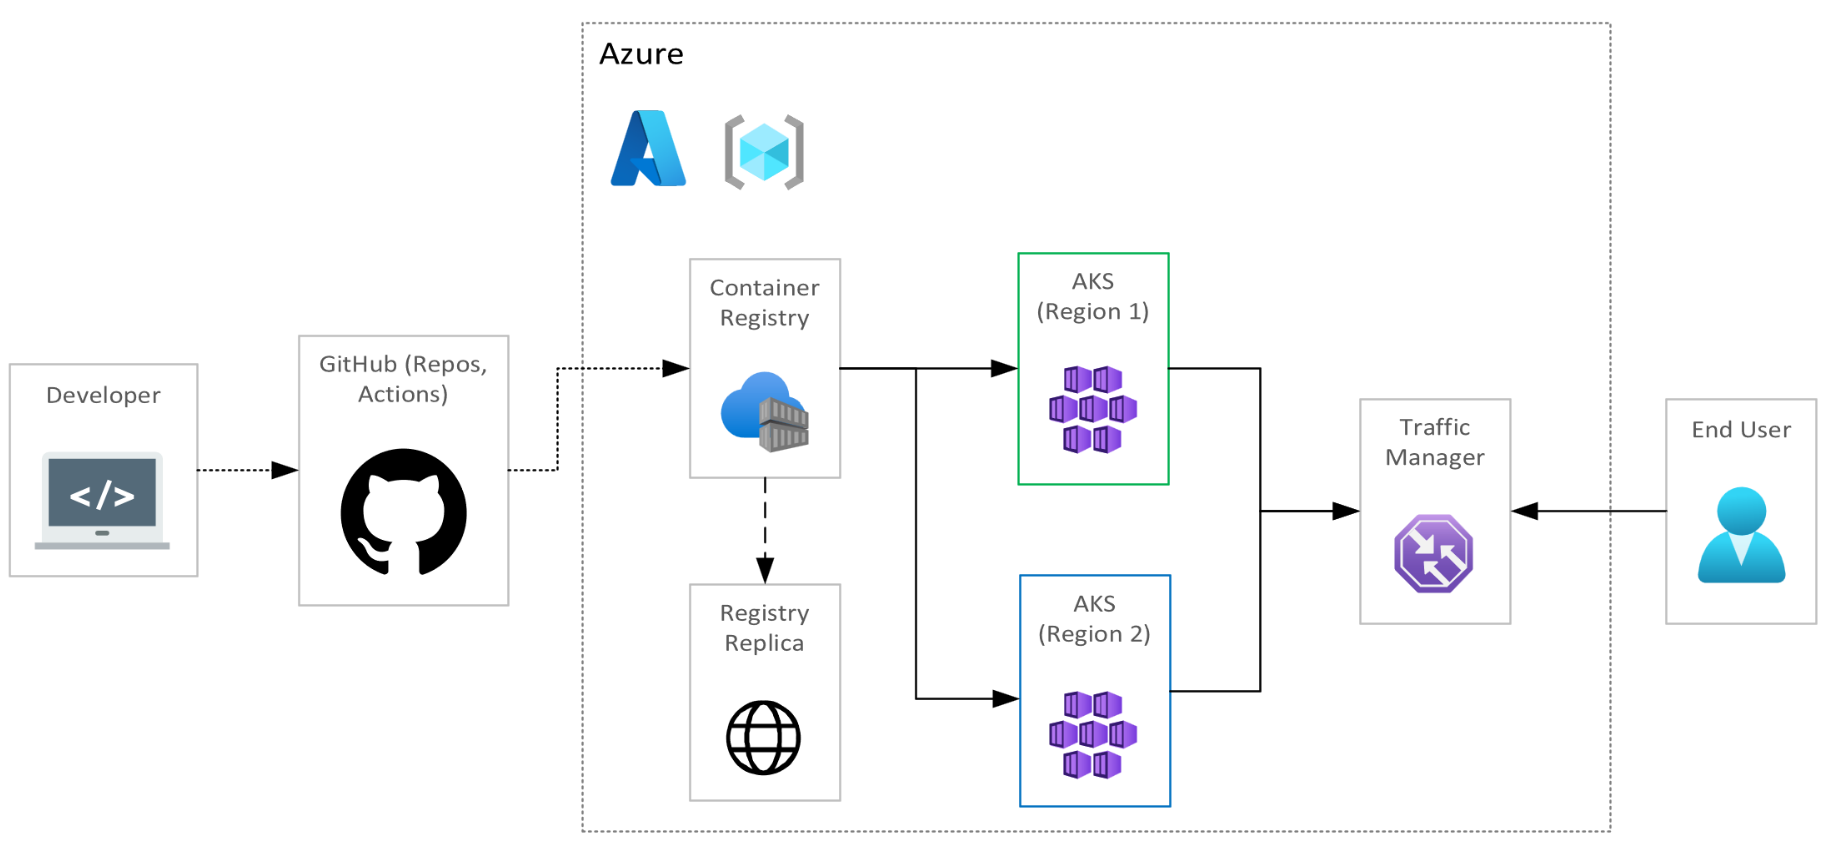 Azure
Container
Registry
AKS
(Region 1)
GitHub (Repos,
Actions)
Developer
</>
Traffic
Manager
End User
Registry
Replica
AKS
(Region 2)